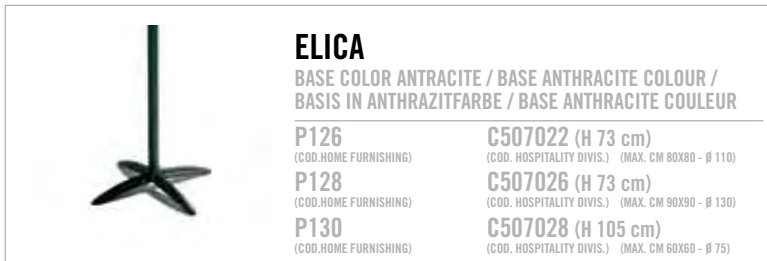 ELICA
BASE COLOR ANTRACITE / BASE ANTHRACITE COLOUR /
BASIS IN ANTHRAZITFARBE / BASE ANTHRACITE COULEUR
P126 C507022 (H 73 cm)
(COD.HOME FURNISHING) (COD. HOSPITALITY DIVIS.) (MAX. CM 80X80 - Ø 110)
P128 C507026 (H 73 cm)
(COD.HOME FURNISHING) (COD. HOSPITALITY DIVIS.) (MAX. CM 90X90 - Ø 130)
P130 C507028 (H 105 cm)
(COD.HOME FURNISHING) (COD. HOSPITALITY DIVIS.) (MAX. CM 60X60 - Ø 75)